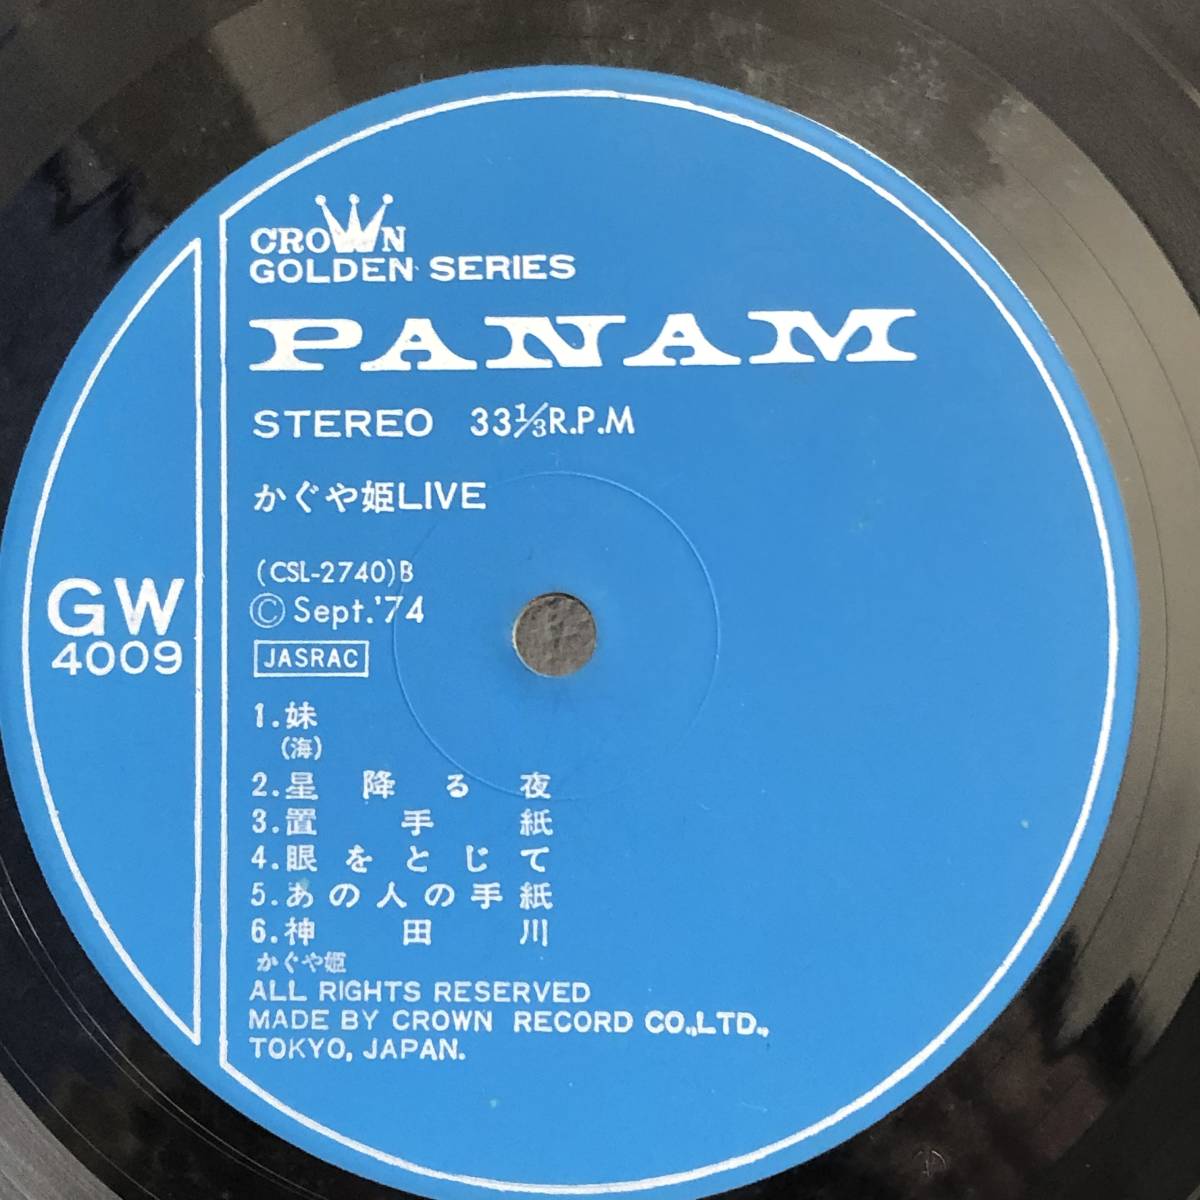 CROWN
GOLDEN SERIES
PANAM
STEREO 33⅓R.P.M
かぐや姫LIVE
(CSL-2740)B
©Sept.'74
JASRAC
GW
4009
1.妹
(海)
2.星降る夜
3.置手紙
4.眼をとじて
5.あの人の手紙
6.神田川
かぐや姫
ALL RIGHTS RESERVED
MADE BY CROWN RECORD CO.,LTD.,
TOKYO, JAPAN.